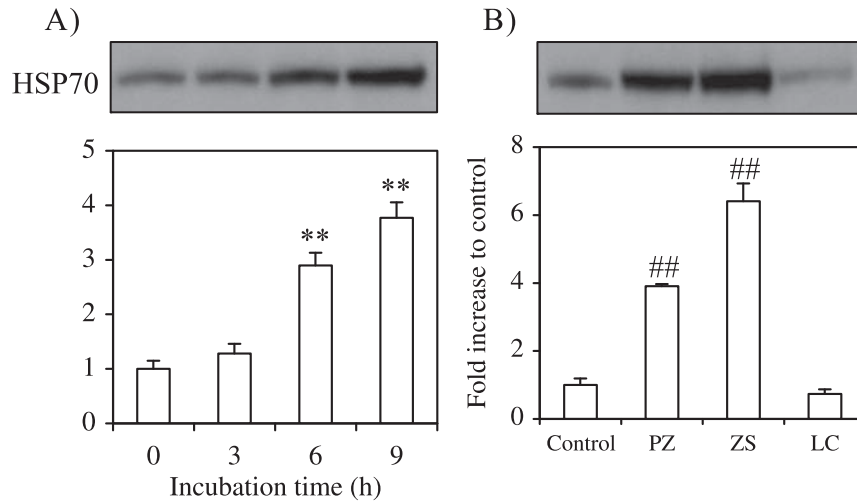 A)
HSP70
5
4
3
2
1
0
**
**
0 3 6 9
Incubation time (h)
B)
Fold increase to control
8
6
4
2
0
##
##
Control PZ ZS LC